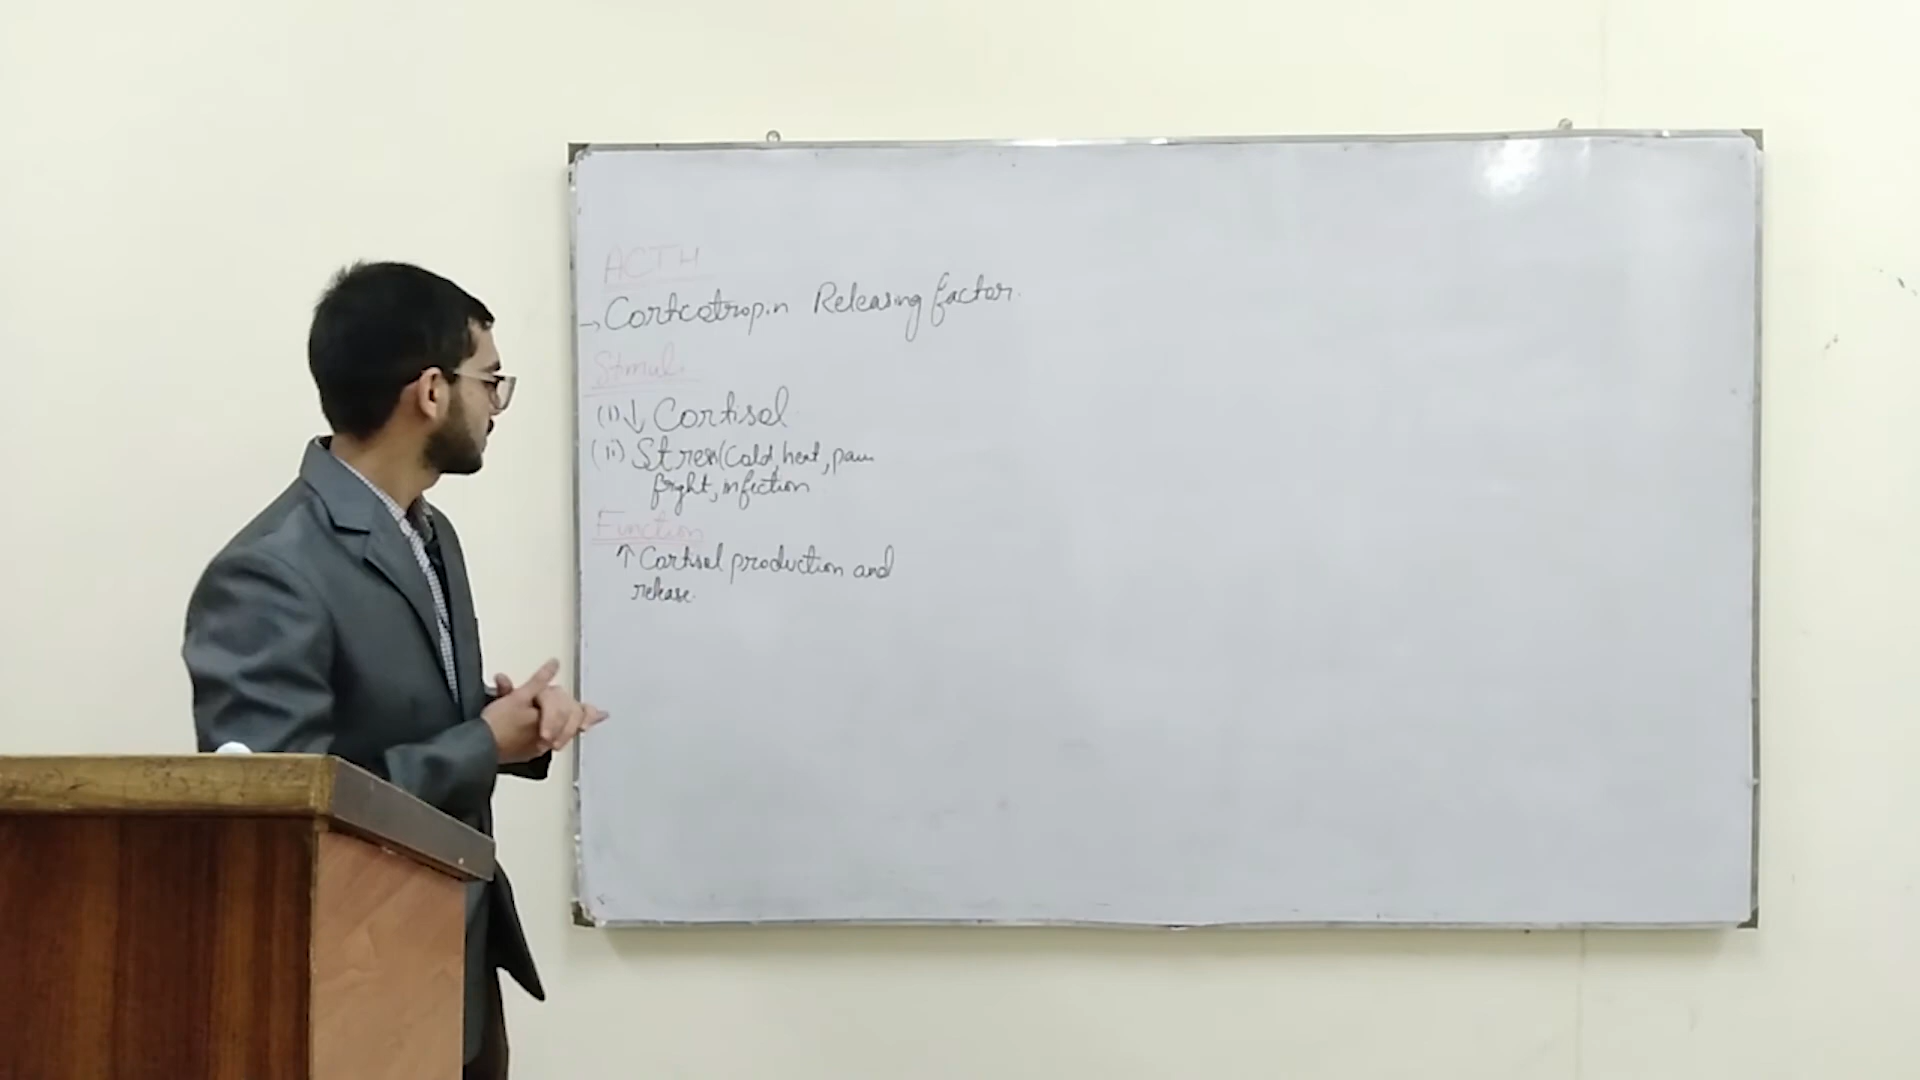 ACTH
→ Corticotropin Releasing factor.
Stimuli
(i) ↓ Cortisol
(ii) Stress (Cold, heat, pain
fright, infection
Function
↑ Cortisol production and
release.